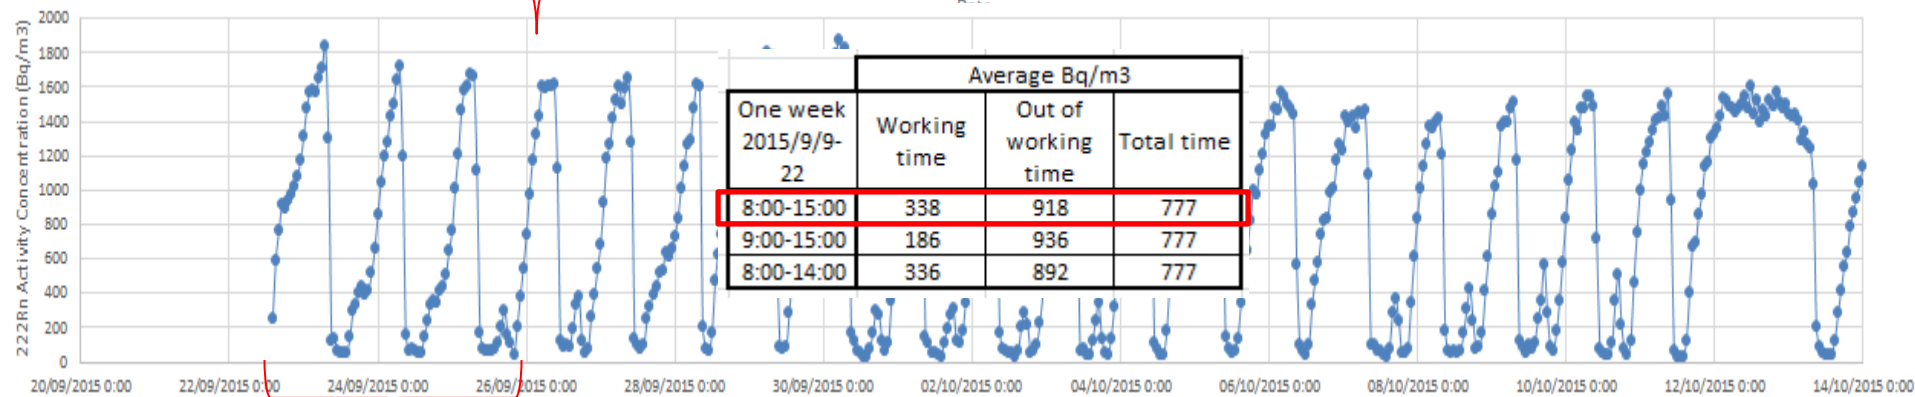 2000
1800
1600
1400
1200
1000
800
600
400
200
0
222Rn Activity Concentration (Bq/m3)
Average Bq/m3
One week
2015/9/9-
22
Working
time
Out of
working
time
Total time
8:00-15:00 338 918 777
9:00-15:00 186 936 777
8:00-14:00 336 892 777
20/09/2015 0:00 22/09/2015 0:00 24/09/2015 0:00 26/09/2015 0:00 28/09/2015 0:00 30/09/2015 0:00 02/10/2015 0:00 04/10/2015 0:00 06/10/2015 0:00 08/10/2015 0:00 10/10/2015 0:00 12/10/2015 0:00 14/10/2015 0:00